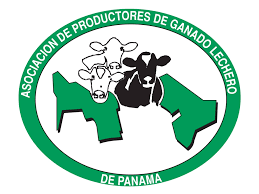 ASOCIACION DE PRODUCTORES DE GANADO LECHERO
DE PANAMA